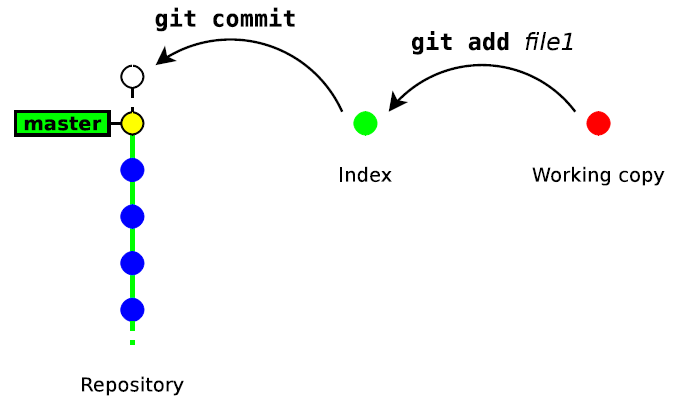 git commit
git add file1
master
Index
Working copy
Repository